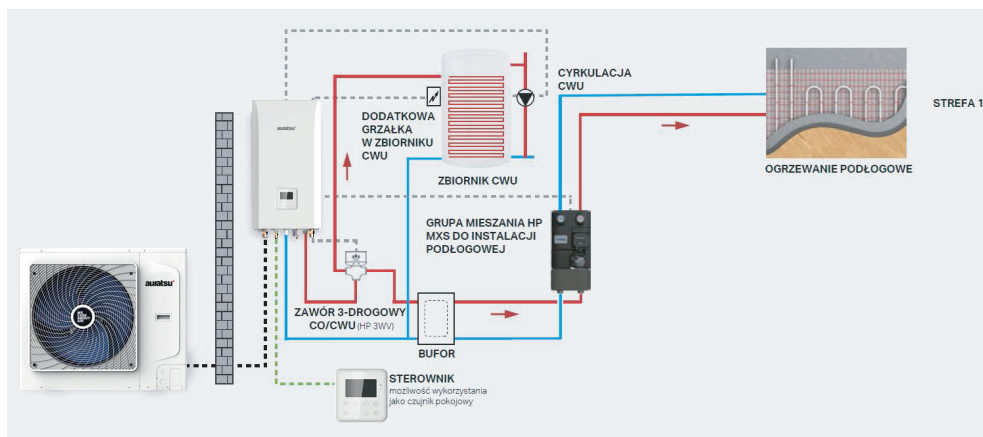 CYRKULACJA
CWU
STREFA 1
auratsu
DODATKOWA
GRZAŁKA
W ZBIORNIKU
CWU
ZBIORNIK CWU
OGRZEWANIE PODŁOGOWE
GRUPA MIESZANIA HP
MXS DO INSTALACJI
PODŁOGOWEJ
auratsu
ZAWÓR 3-DROGOWY
CO/CWU (HP 3WV)
BUFOR
STEROWNIK
możliwość wykorzystania
jako czujnik pokojowy